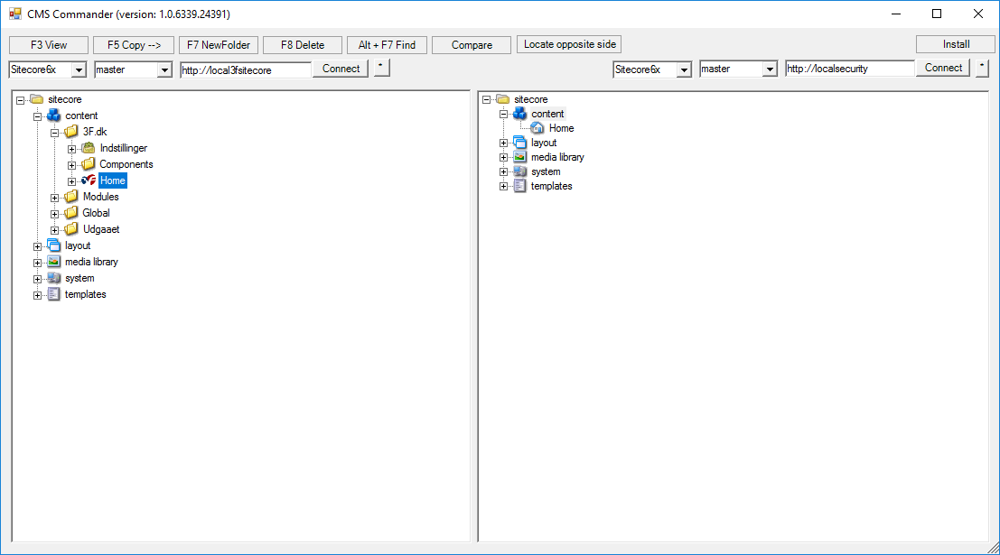 CMS Commander (version: 1.0.6339.24391)
F3 View F5 Copy --> F7 NewFolder F8 Delete Alt + F7 Find Compare Locate opposite side Install
Sitecore6x master http://local3fsitecore Connect * Sitecore6x master http://localsecurity Connect *
sitecore
content
3F.dk
Indstillinger
Components
Home
Modules
Global
Udgaaet
layout
media library
system
templates
sitecore
content
Home
layout
media library
system
templates